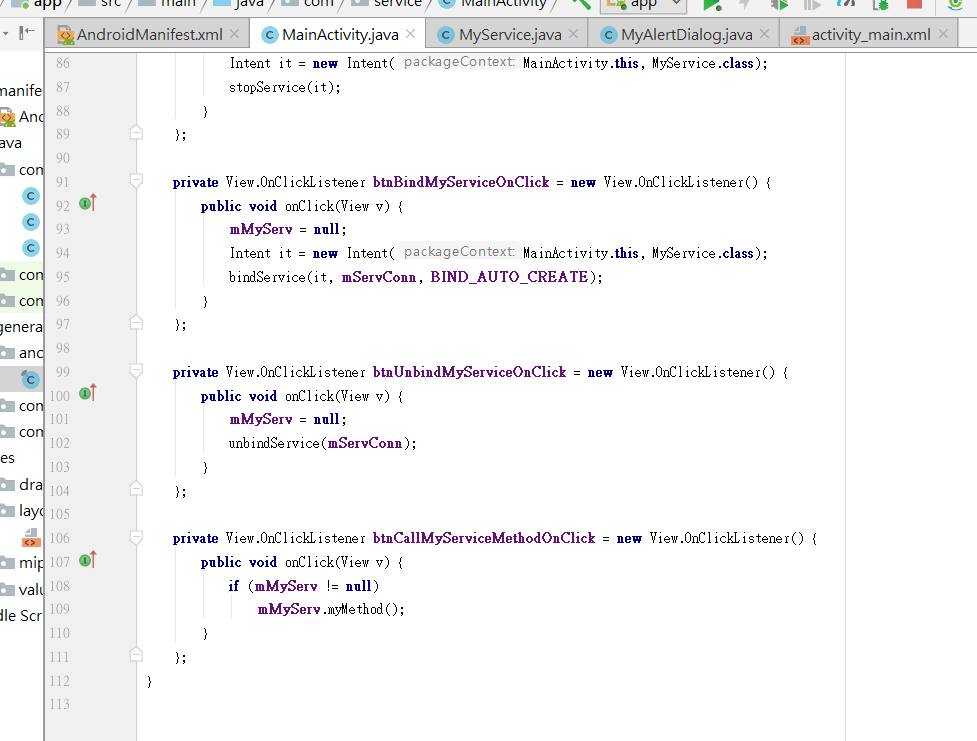 app src main java com service MainActivity app
AndroidManifest.xml MainActivity.java MyService.java MyAlertDialog.java activity_main.xml
manife
And
ava
com
com
com
genera
and
com
com
es
dra
layo
mip
valu
dle Scr
86 Intent it = new Intent( packageContext: MainActivity.this, MyService.class);
87 stopService(it);
88 }
89 };
90
91 private View.OnClickListener btnBindMyServiceOnClick = new View.OnClickListener() {
92 public void onClick(View v) {
93 mMyServ = null;
94 Intent it = new Intent( packageContext: MainActivity.this, MyService.class);
95 bindService(it, mServConn, BIND_AUTO_CREATE);
96 }
97 };
98
99 private View.OnClickListener btnUnbindMyServiceOnClick = new View.OnClickListener() {
100 public void onClick(View v) {
101 mMyServ = null;
102 unbindService(mServConn);
103 }
104 };
105
106 private View.OnClickListener btnCallMyServiceMethodOnClick = new View.OnClickListener() {
107 public void onClick(View v) {
108 if (mMyServ != null)
109 mMyServ.myMethod();
110 }
111 };
112 }
113